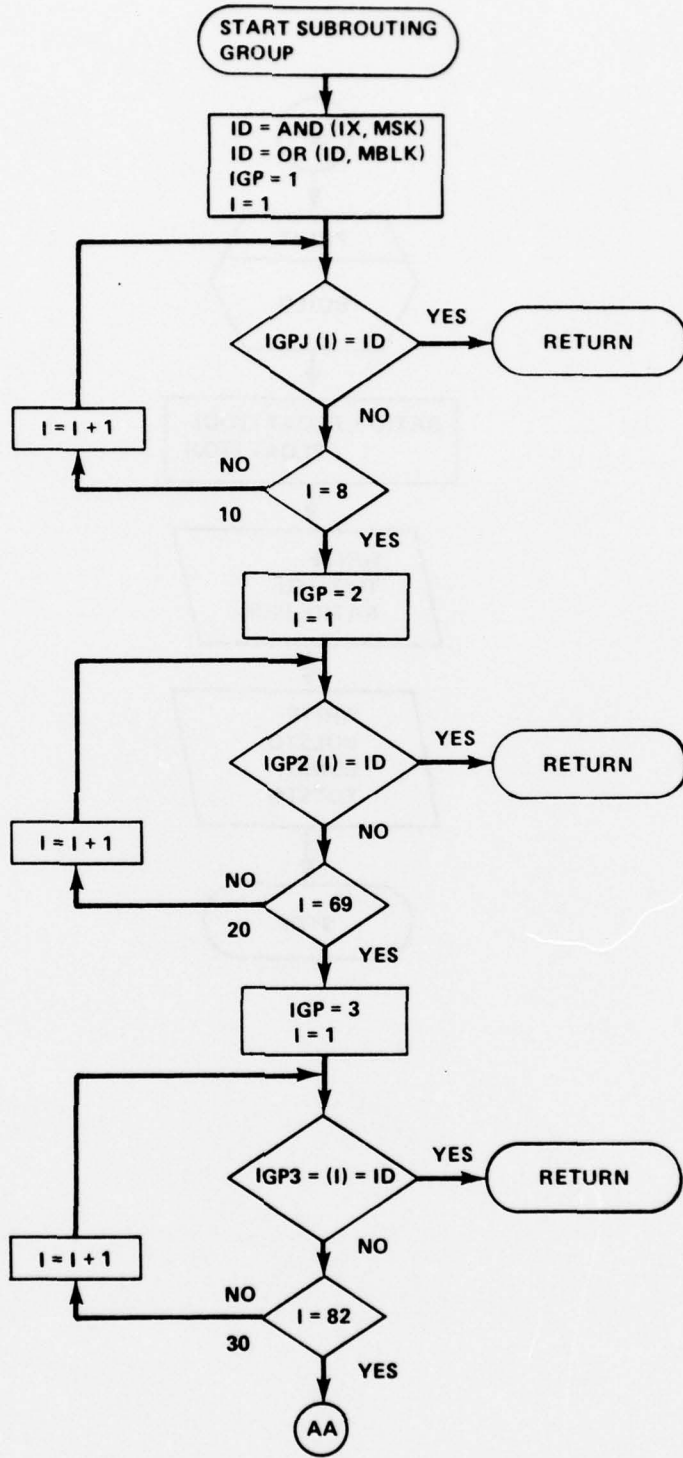 START SUBROUTING
GROUP
ID = AND (IX, MSK)
ID = OR (ID, MBLK)
IGP = 1
I = 1
IGPJ (I) = ID
YES
RETURN
NO
I = I + 1
NO
I = 8
10
YES
IGP = 2
I = 1
IGP2 (I) = ID
YES
RETURN
NO
I = I + 1
NO
I = 69
20
YES
IGP = 3
I = 1
IGP3 = (I) = ID
YES
RETURN
NO
I = I + 1
NO
I = 82
30
YES
AA